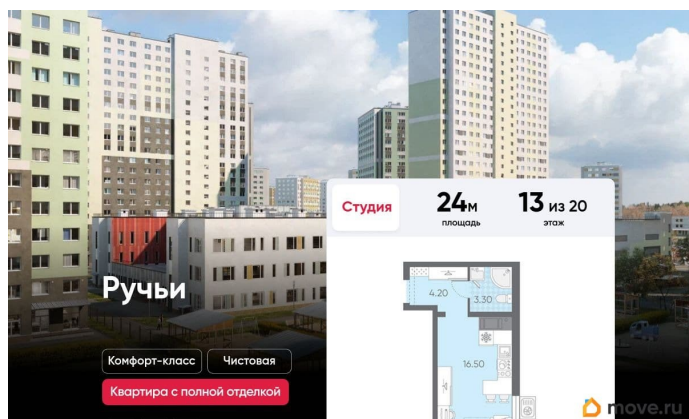 Студия
24м
площадь
13 из 20
этаж
4.20
3.30
16.50
Ручьи
Комфорт-класс
Чистовая
Квартира с полной отделкой
move.ru